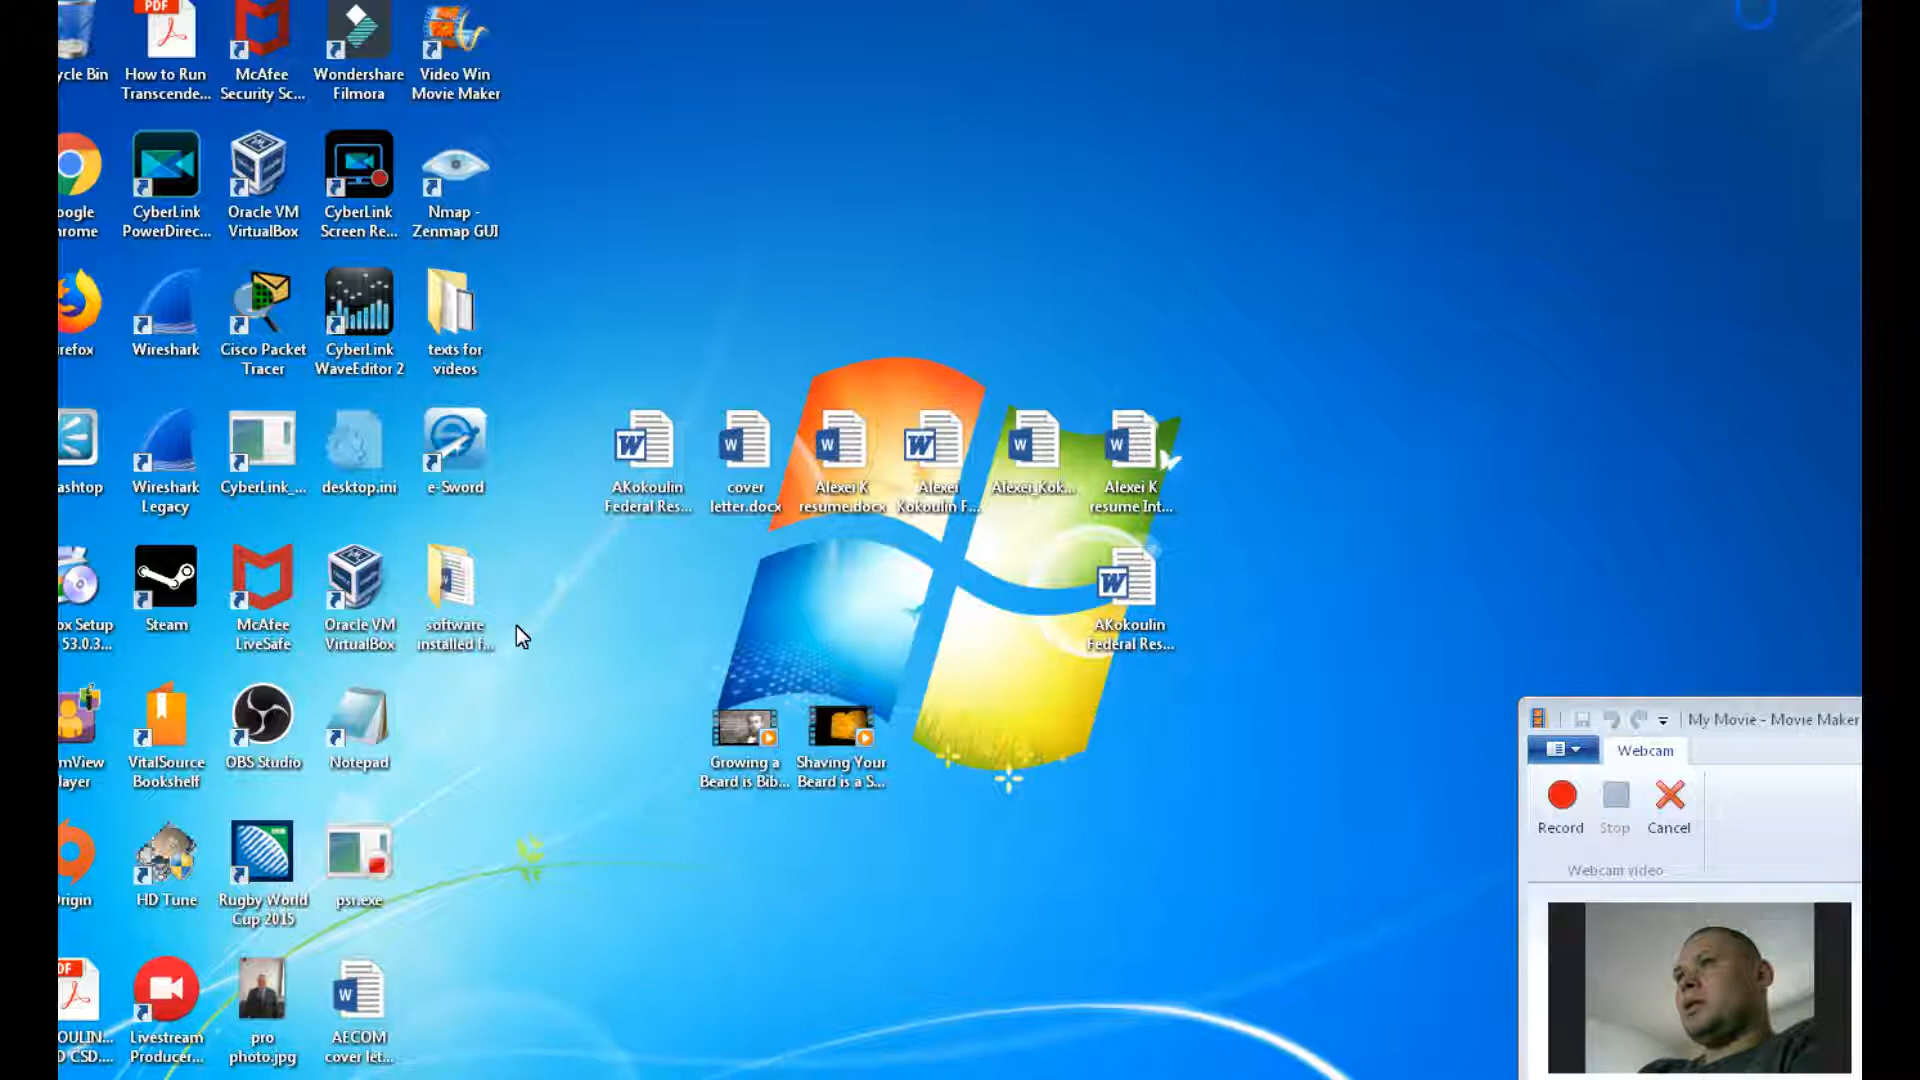 ycle Bin
How to Run
Transcende...
McAfee
Security Sc...
Wondershare
Filmora
Video Win
Movie Maker
oogle
hrome
CyberLink
PowerDirec...
Oracle VM
VirtualBox
CyberLink
Screen Re...
Nmap -
Zenmap GUI
irefox
Wireshark
Cisco Packet
Tracer
CyberLink
WaveEditor 2
texts for
videos
ashtop
Wireshark
Legacy
CyberLink_...
desktop.ini
e-Sword
AKokoulin
Federal Res...
cover
letter.docx
Alexei K
resume.docx
Alexei
Kokoulin F...
Alexei_Kok...
Alexei K
resume Int...
ox Setup
53.0.3...
Steam
McAfee
LiveSafe
Oracle VM
VirtualBox
software
installed f...
AKokoulin
Federal Res...
mView
layer
VitalSource
Bookshelf
OBS Studio
Notepad
Growing a
Beard is Bib...
Shaving Your
Beard is a S...
My Movie - Movie Maker
Webcam
Record
Stop
Cancel
Webcam video
Origin
HD Tune
Rugby World
Cup 2015
psr.exe
OULIN...
D CSD....
Livestream
Producer...
pro
photo.jpg
AECOM
cover let...